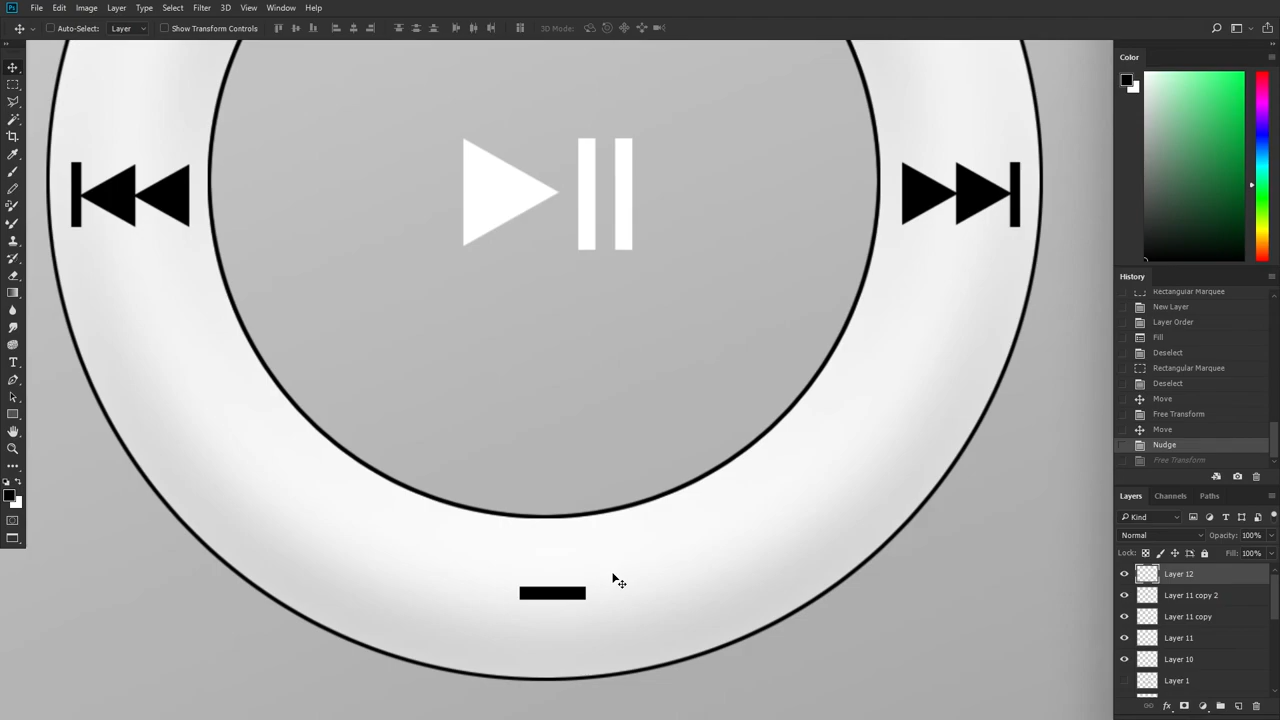 Ps File Edit Image Layer Type Select Filter 3D View Window Help
Auto-Select: Layer Show Transform Controls 3D Mode:
Color
History
Rectangular Marquee
New Layer
Layer Order
Fill
Deselect
Rectangular Marquee
Deselect
Move
Free Transform
Move
Nudge
Free Transform
Layers Channels Paths
Kind
Normal Opacity: 100%
Lock: Fill: 100%
Layer 12
Layer 11 copy 2
Layer 11 copy
Layer 11
Layer 10
Layer 1